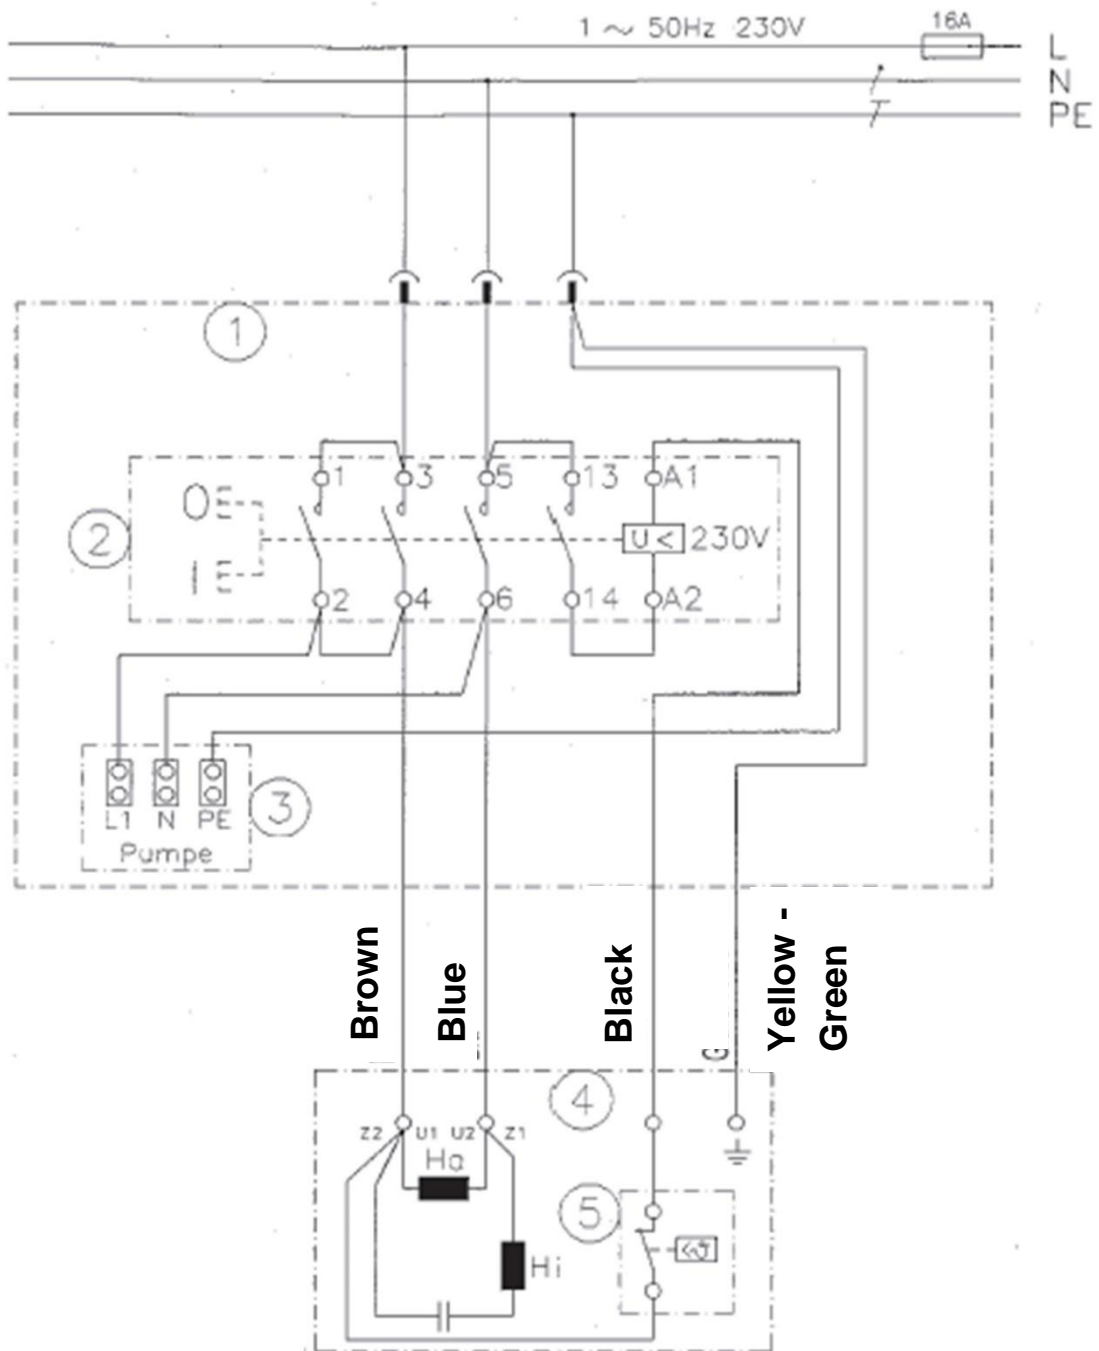 1 ~ 50Hz 230V
16A
L
N
PE
1
1 3 5 13 A1
O
2
U < 230V
I
2 4 6 14 A2
L1 N PE
3
Pumpe
Brown
Blue
Black
Yellow -
Green
G
4
Z2 U1 U2 Z1
Ha
5
Hi